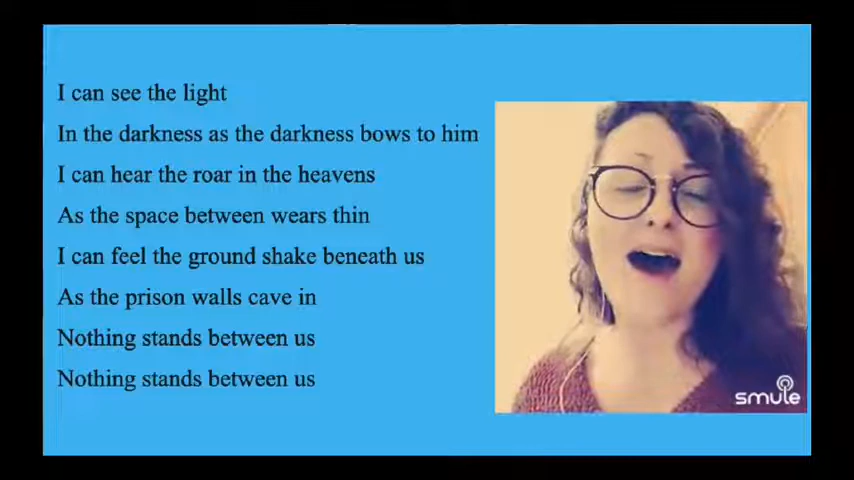 I can see the light
In the darkness as the darkness bows to him
I can hear the roar in the heavens
As the space between wears thin
I can feel the ground shake beneath us
As the prison walls cave in
Nothing stands between us
Nothing stands between us
smule